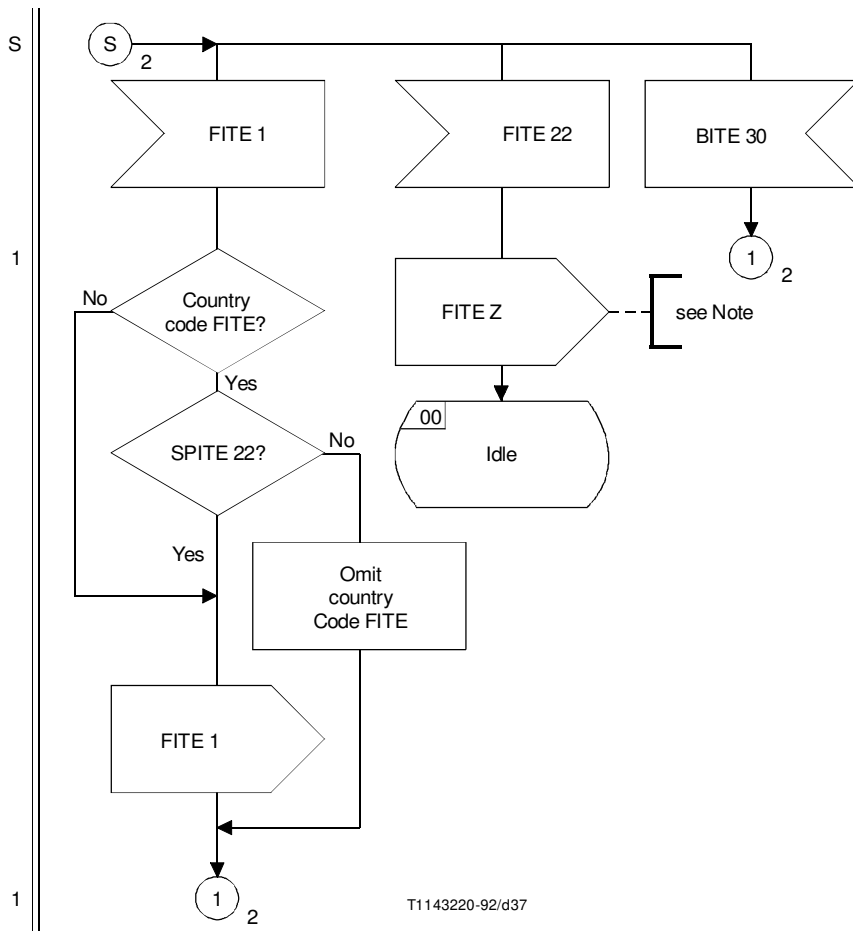 S
S
2
FITE 1
FITE 22
BITE 30
1
1
2
No
Country
code FITE?
FITE Z
see Note
Yes
00
Idle
SPITE 22?
No
Yes
Omit
country
Code FITE
FITE 1
1
1
2
T1143220-92/d37